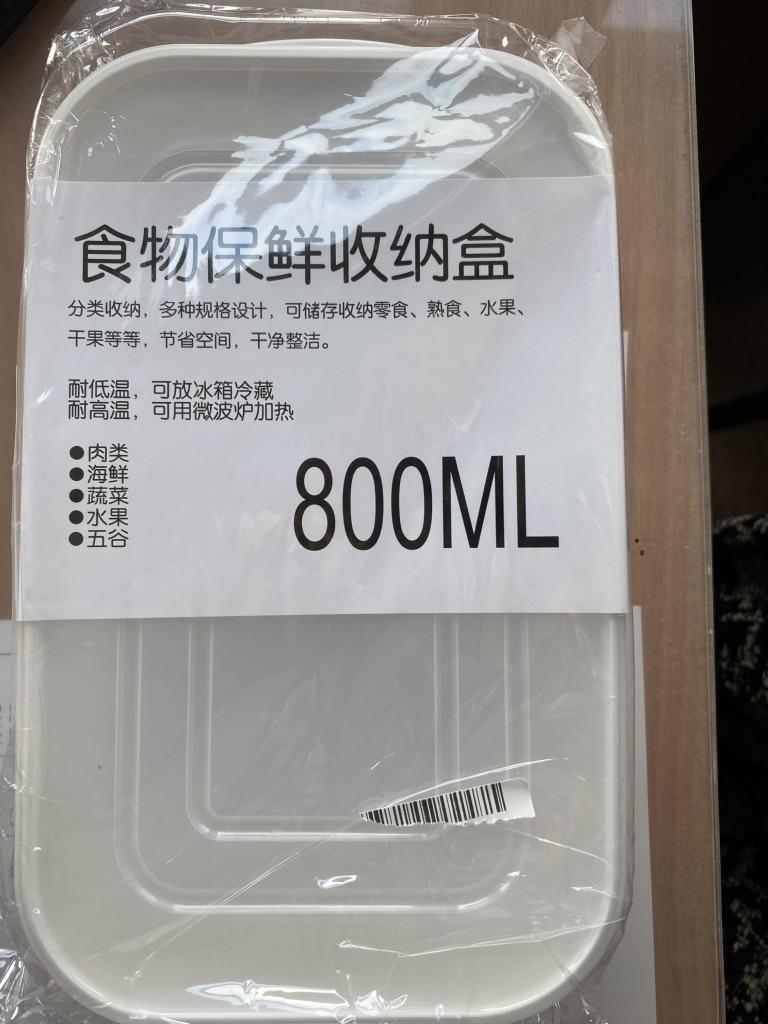 食物保鲜收纳盒
分类收纳，多种规格设计，可储存收纳零食、熟食、水果、
干果等等，节省空间，干净整洁。
耐低温，可放冰箱冷藏
耐高温，可用微波炉加热
●肉类
●海鲜
●蔬菜
●水果
●五谷
800ML